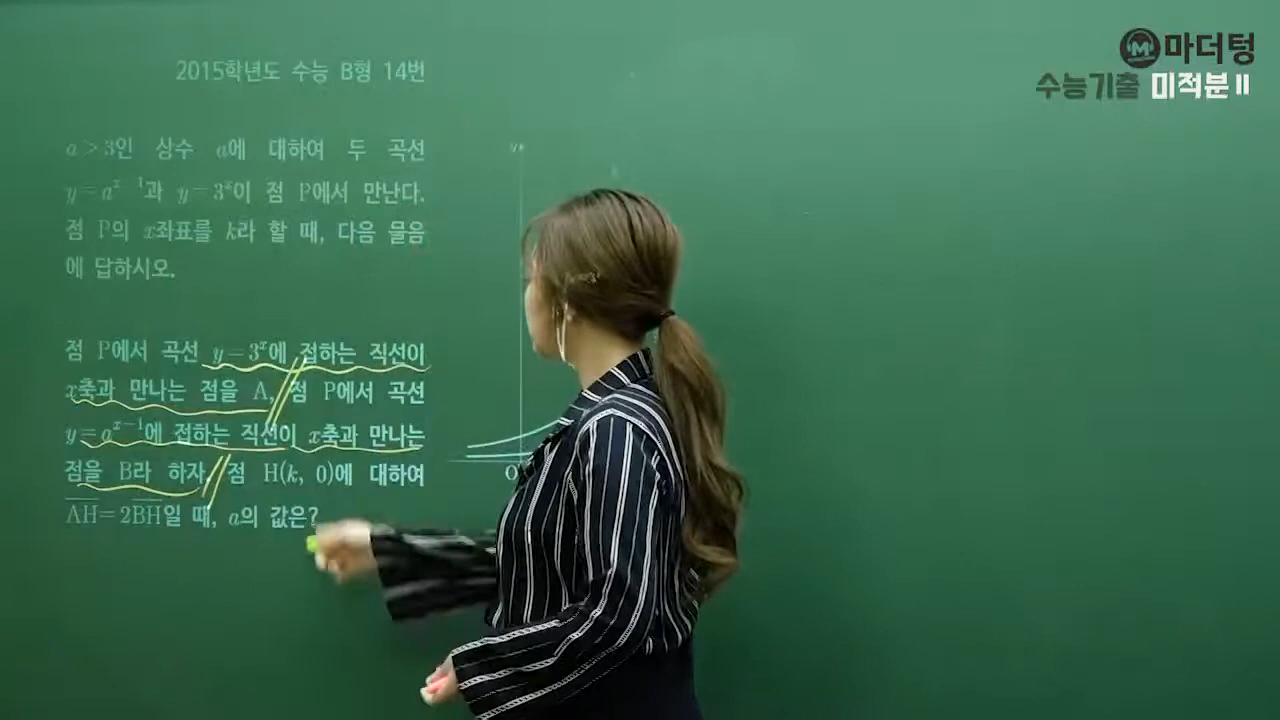 마더텅
수능기출 미적분 II
2015학년도 수능 B형 14번
a > 3인 상수 a에 대하여 두 곡선
y = a^{x-1}과 y = 3^x이 점 P에서 만난다.
점 P의 x좌표를 k라 할 때, 다음 물음
에 답하시오.
점 P에서 곡선 y = 3^x에 접하는 직선이
x축과 만나는 점을 A, 점 P에서 곡선
y = a^{x-1}에 접하는 직선이 x축과 만나는
점을 B라 하자. 점 H(k, 0)에 대하여
\overline{AH} = 2\overline{BH}일 때, a의 값은?
y
O